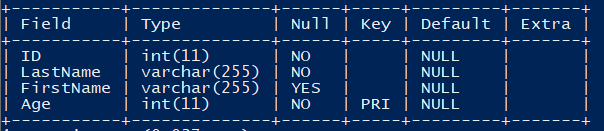 +-----------+--------------+------+-----+---------+-------+
| Field     | Type         | Null | Key | Default | Extra |
+-----------+--------------+------+-----+---------+-------+
| ID        | int(11)      | NO   |     | NULL    |       |
| LastName  | varchar(255) | NO   |     | NULL    |       |
| FirstName | varchar(255) | YES  |     | NULL    |       |
| Age       | int(11)      | NO   | PRI | NULL    |       |
+-----------+--------------+------+-----+---------+-------+